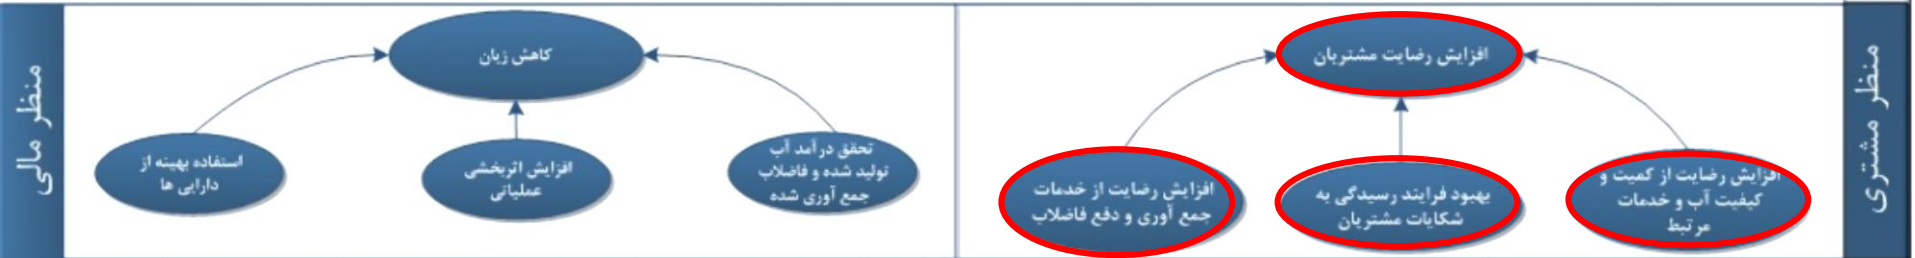 منظر مشتری
افزایش رضایت مشتریان
افزایش رضایت از کمیت و
کیفیت آب و خدمات
مرتبط
بهبود فرایند رسیدگی به
شکایات مشتریان
افزایش رضایت از خدمات
جمع آوری و دفع فاضلاب
کاهش زیان
تحقق درآمد آب
تولید شده و فاضلاب
جمع آوری شده
افزایش اثربخشی
عملیاتی
استفاده بهینه از
دارایی ها
منظر مالی